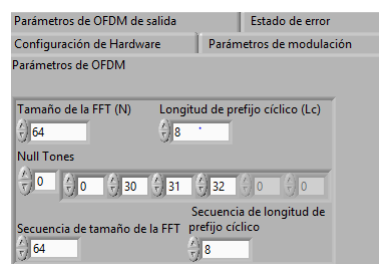 Parámetros de OFDM de salida Estado de error
Configuración de Hardware Parámetros de modulación
Parámetros de OFDM
Tamaño de la FFT (N) Longitud de prefijo cíclico (Lc)
64 8
Null Tones
0 0 30 31 32 0 0
Secuencia de longitud de
Secuencia de tamaño de la FFT prefijo cíclico
64 8